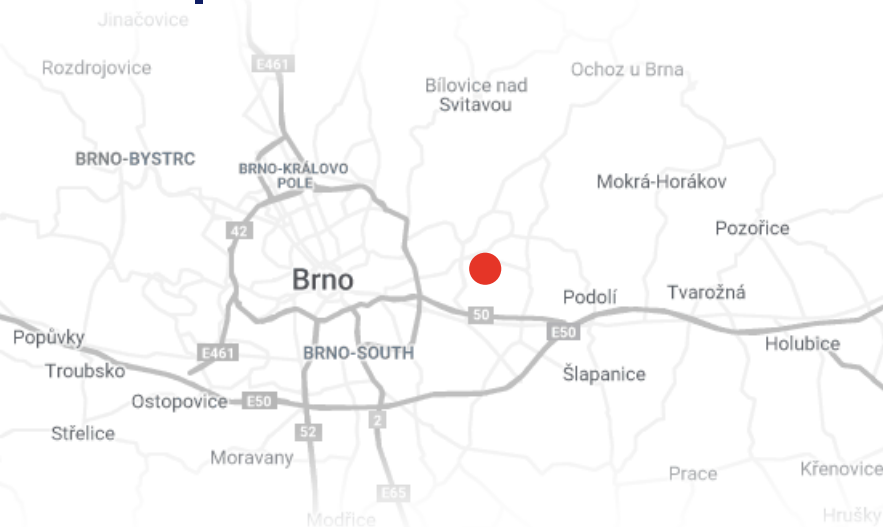 Jinačovice
E461
Rozdrojovice
Ochoz u Brna
Bílovice nad
Svitavou
BRNO-BYSTRC
BRNO-KRÁLOVO
POLE
Mokrá-Horákov
42
Pozořice
Brno
Podolí
Tvarožná
50
E50
Popůvky
E461
BRNO-SOUTH
Holubice
Troubsko
Šlapanice
Ostopovice
E50
2
Střelice
52
Moravany
Prace
Křenovice
E65
Modřice
Hrušky